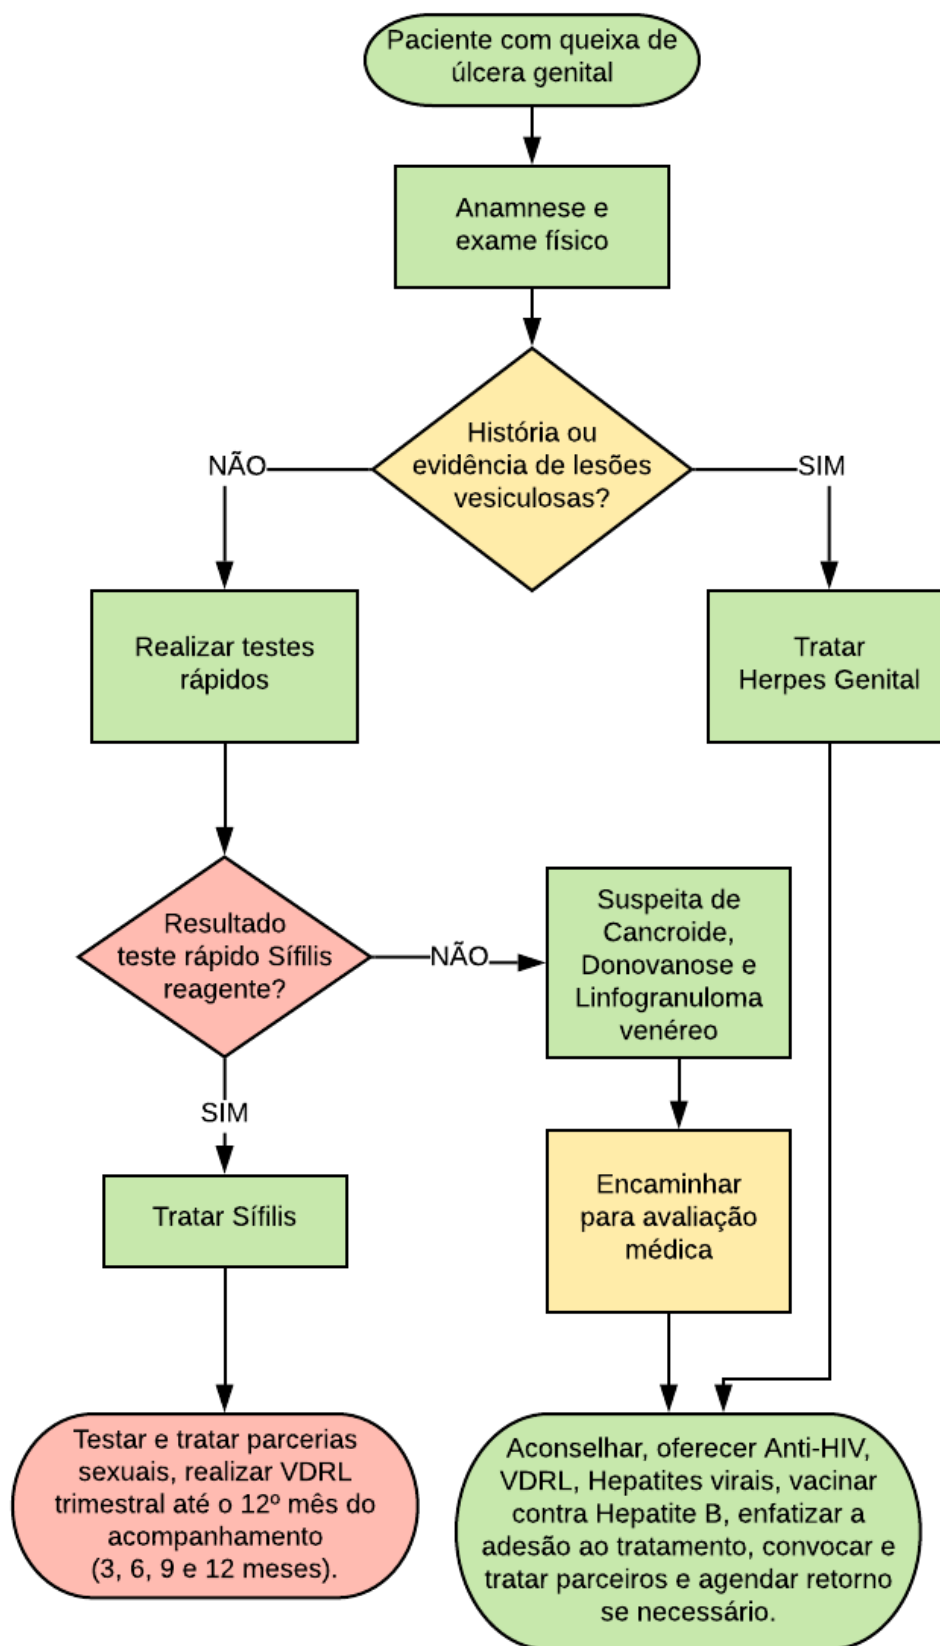 Paciente com queixa de
úlcera genital
Anamnese e
exame físico
História ou
evidência de lesões
vesiculosas?
NÃO
SIM
Realizar testes
rápidos
Tratar
Herpes Genital
Resultado
teste rápido Sífilis
reagente?
NÃO
Suspeita de
Cancroide,
Donovanose e
Linfogranuloma
venéreo
SIM
Tratar Sífilis
Encaminhar
para avaliação
médica
Testar e tratar parcerias
sexuais, realizar VDRL
trimestral até o 12º mês do
acompanhamento
(3, 6, 9 e 12 meses).
Aconselhar, oferecer Anti-HIV,
VDRL, Hepatites virais, vacinar
contra Hepatite B, enfatizar a
adesão ao tratamento, convocar e
tratar parceiros e agendar retorno
se necessário.